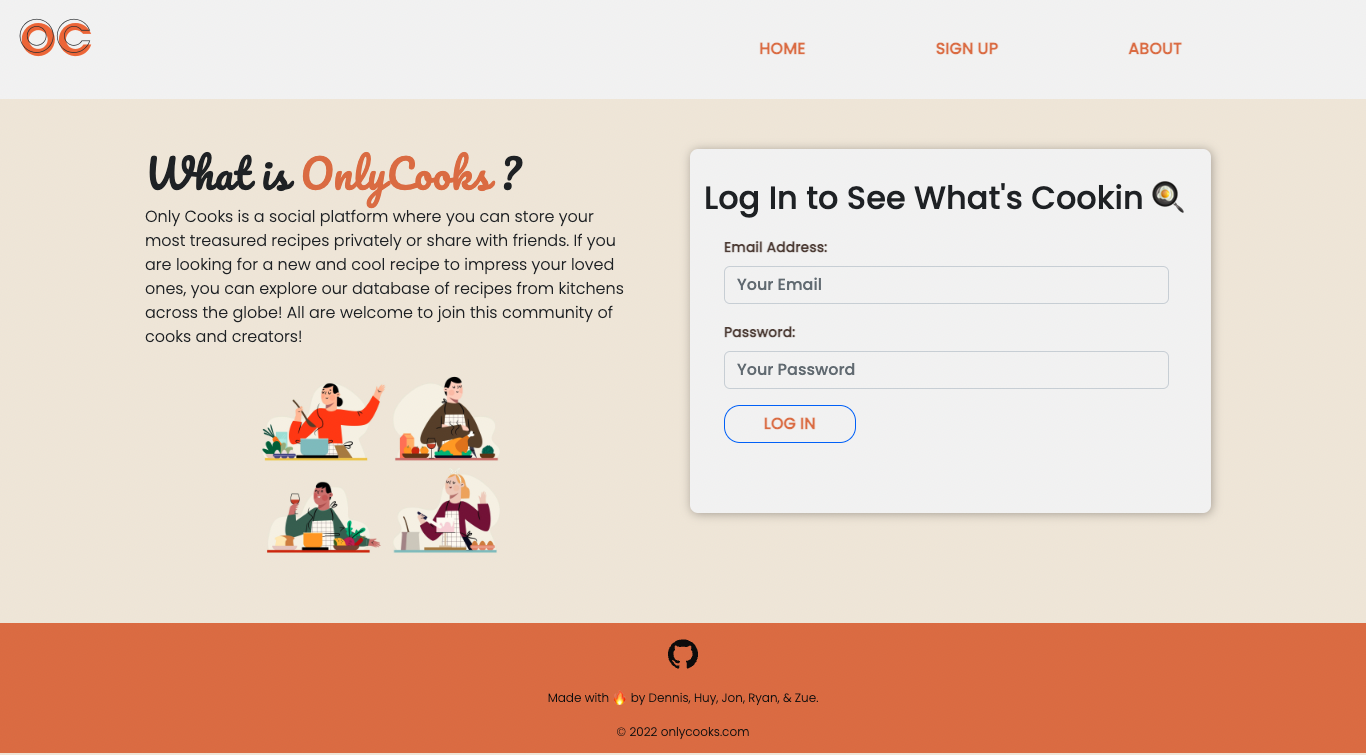 OC
HOME SIGN UP ABOUT
What is OnlyCooks ?
Only Cooks is a social platform where you can store your
most treasured recipes privately or share with friends. If you
are looking for a new and cool recipe to impress your loved
ones, you can explore our database of recipes from kitchens
across the globe! All are welcome to join this community of
cooks and creators!
Log In to See What's Cookin 🍳
Email Address:
Your Email
Password:
Your Password
LOG IN
Made with 🔥 by Dennis, Huy, Jon, Ryan, & Zue.
© 2022 onlycooks.com